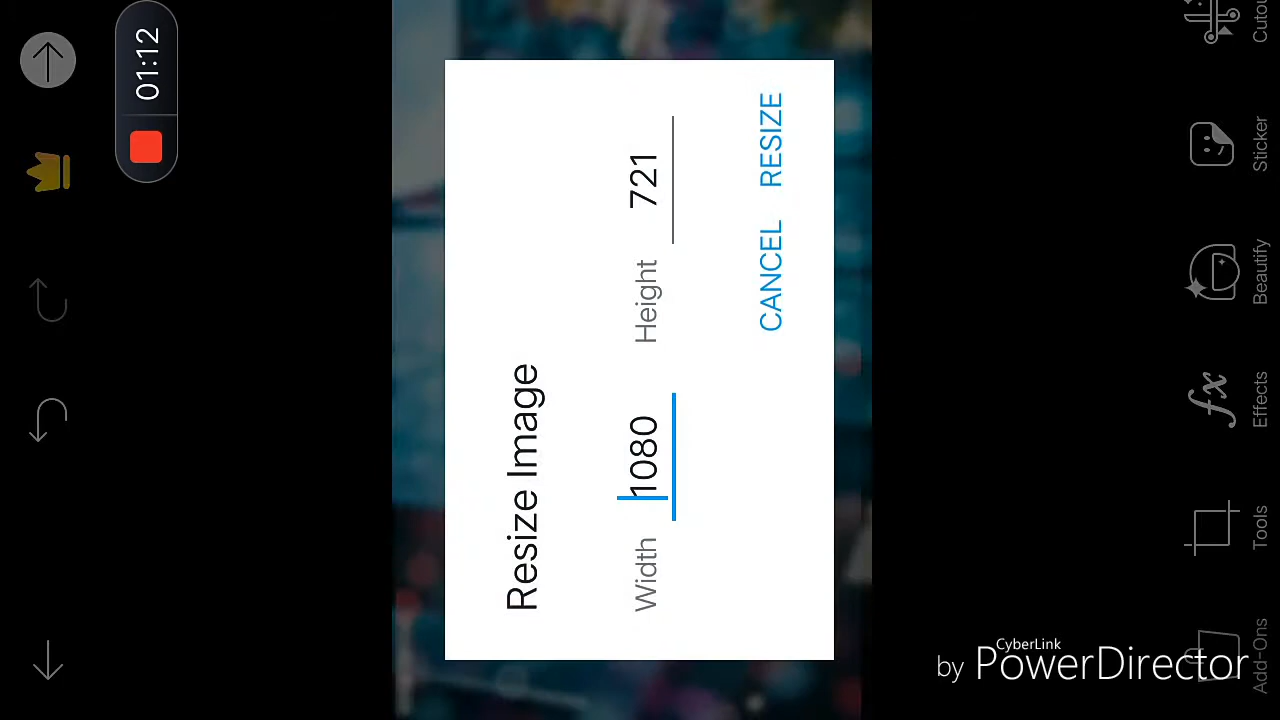 01:12
Resize Image
Width 1080 Height 721
CANCEL RESIZE
Add-Ons Tools Effects Beautify Sticker Cutou
CyberLink
by PowerDirector